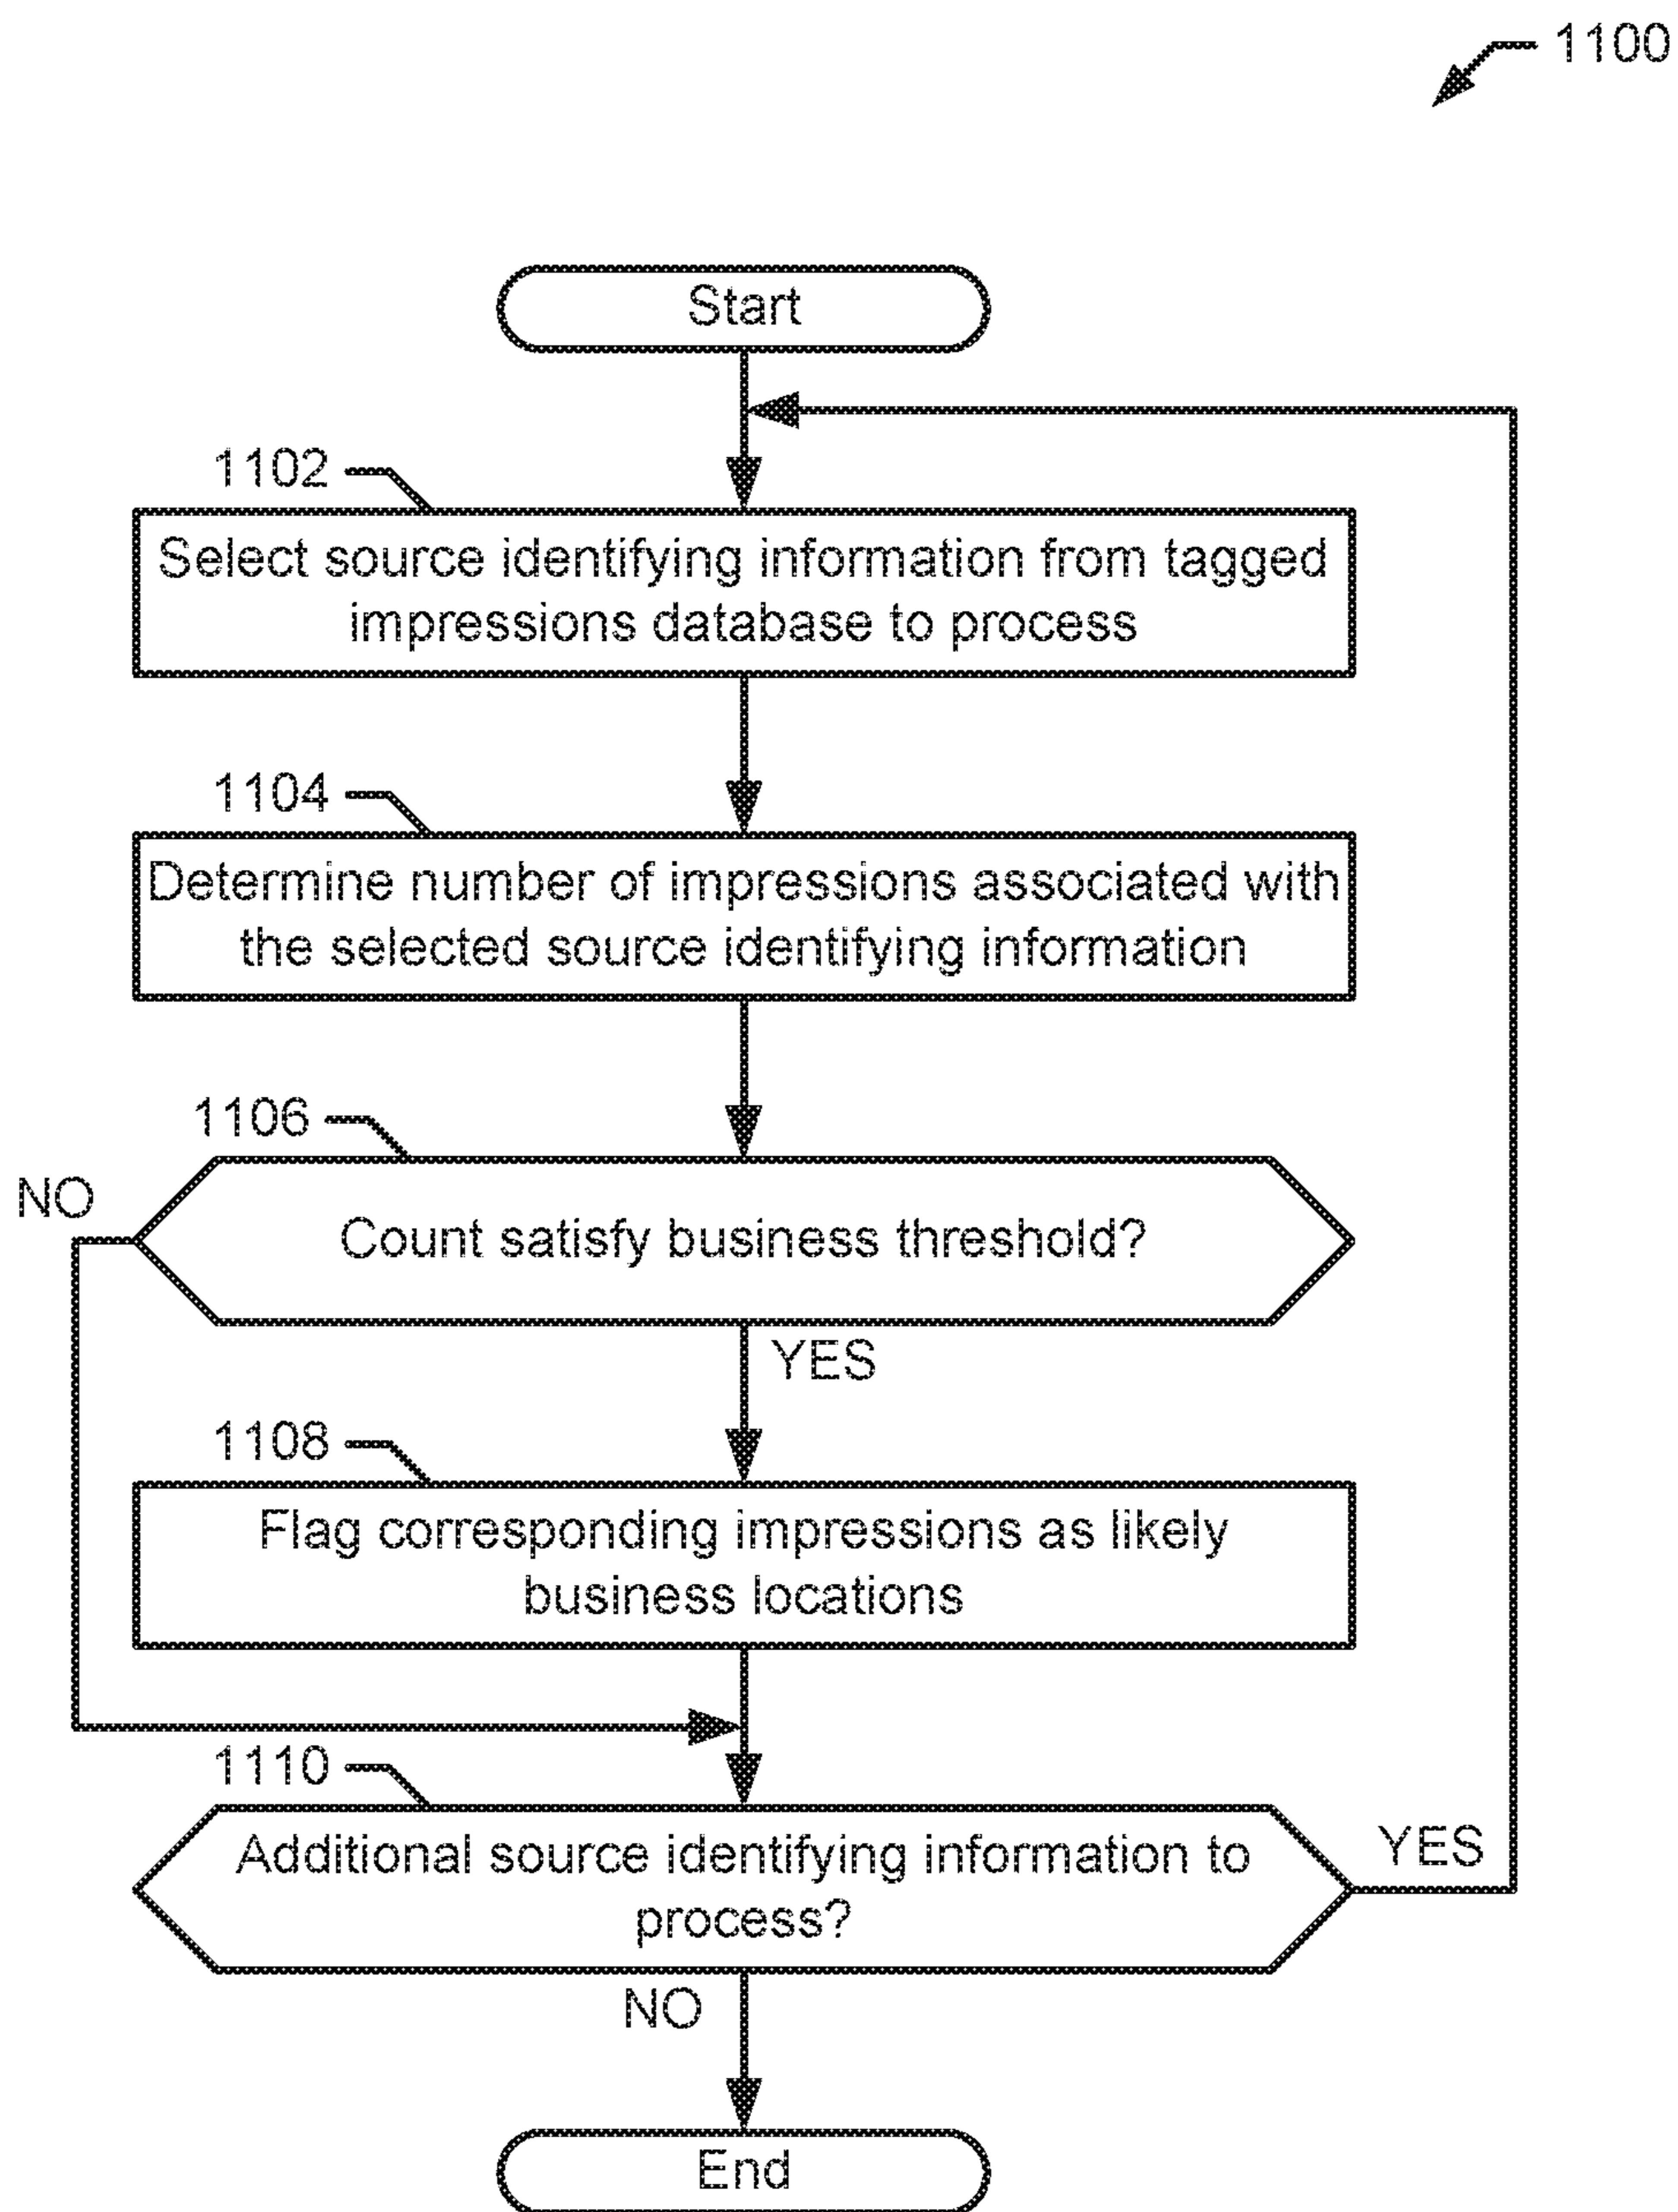 1100
Start
1102
Select source identifying information from tagged
impressions database to process
1104
Determine number of impressions associated with
the selected source identifying information
1106
NO
Count satisfy business threshold?
YES
1108
Flag corresponding impressions as likely
business locations
1110
Additional source identifying information to
process?
YES
NO
End